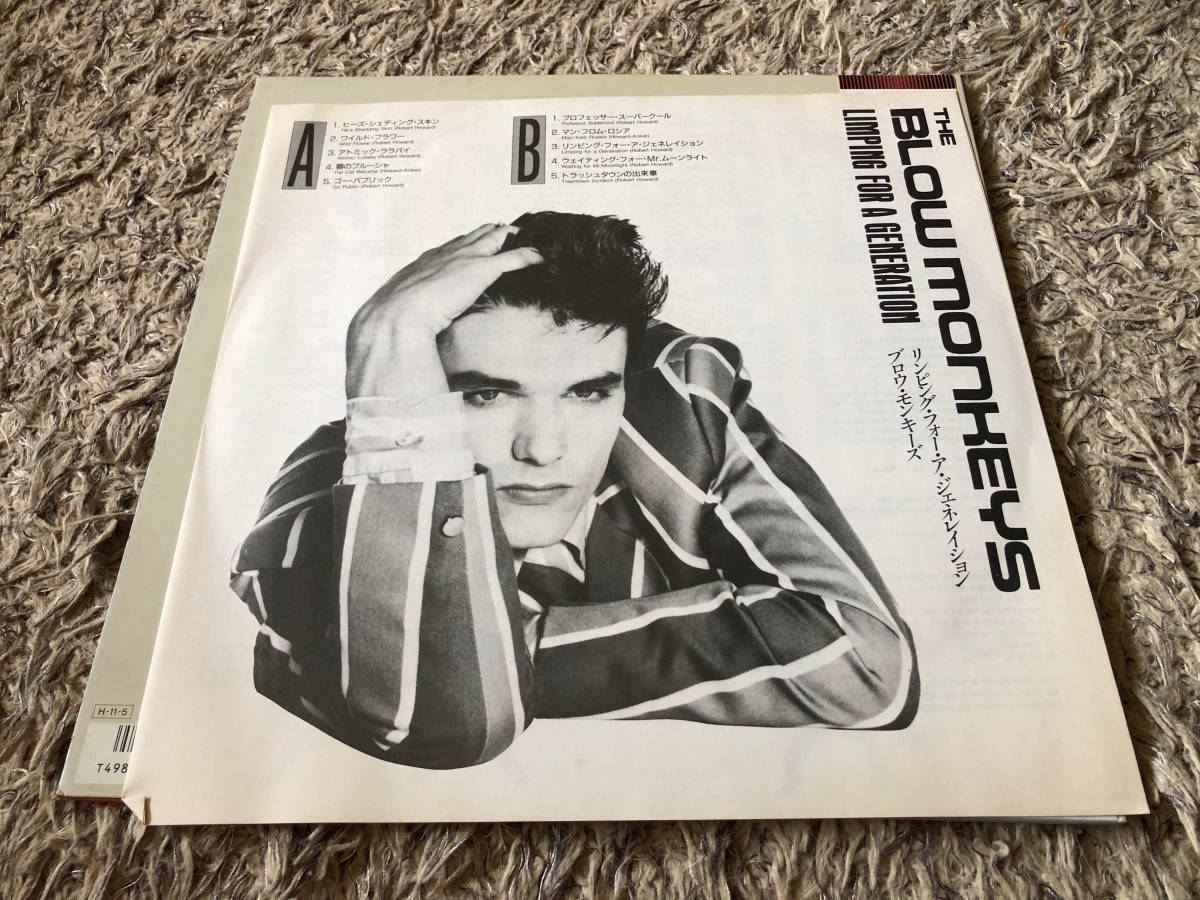 A
1. ヒーズ・シェディング・スキン
He's Shedding Skin (Robert Howard)
2. ワイルド・フラワー
Wild Flower (Robert Howard)
3. アトミック・ララバイ
Atomic Lullaby (Robert Howard)
4. 麗のブルーシャ
Fat Cat Belusha (Howard-Anker)
5. ゴー・パブリック
Go Public (Robert Howard)
B
1. プロフェッサー・スーパークール
Professor Supercool (Robert Howard)
2. マン・フロム・ロシア
Man from Russia (Howard-Anker)
3. リンピング・フォー・ア・ジェネレイション
Limping for a Generation (Robert Howard)
4. ウェイティング・フォー・Mr.ムーンライト
Waiting for Mr.Moonlight (Robert Howard)
5. トラッシュタウンの出来事
Trashtown Incident (Robert Howard)
THE
BLOW MONKEYS
LIMPING FOR A GENERATION
リンピング・フォー・ア・ジェネレイション
ブロウ・モンキーズ
H-11-5
T498